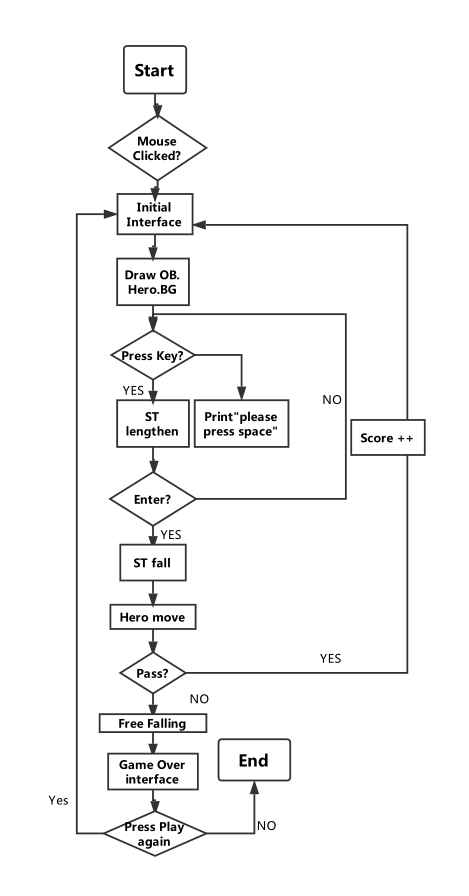 Start
Mouse
Clicked?
Initial
Interface
Draw OB.
Hero.BG
Press Key?
YES
ST
lengthen
Print"please
press space"
NO
Score ++
Enter?
YES
ST fall
Hero move
Pass?
YES
NO
Free Falling
Game Over
interface
End
Yes
Press Play
again
NO